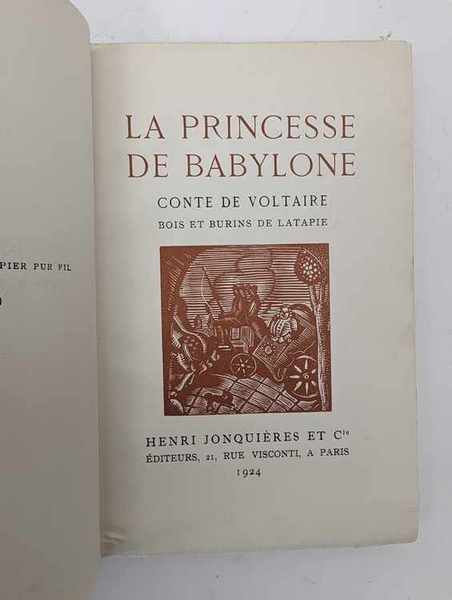 PIER PUR FIL
LA PRINCESSE
DE BABYLONE
CONTE DE VOLTAIRE
BOIS ET BURINS DE LATAPIE
HENRI JONQUIÈRES ET Cie
ÉDITEURS, 21, RUE VISCONTI, A PARIS
1924